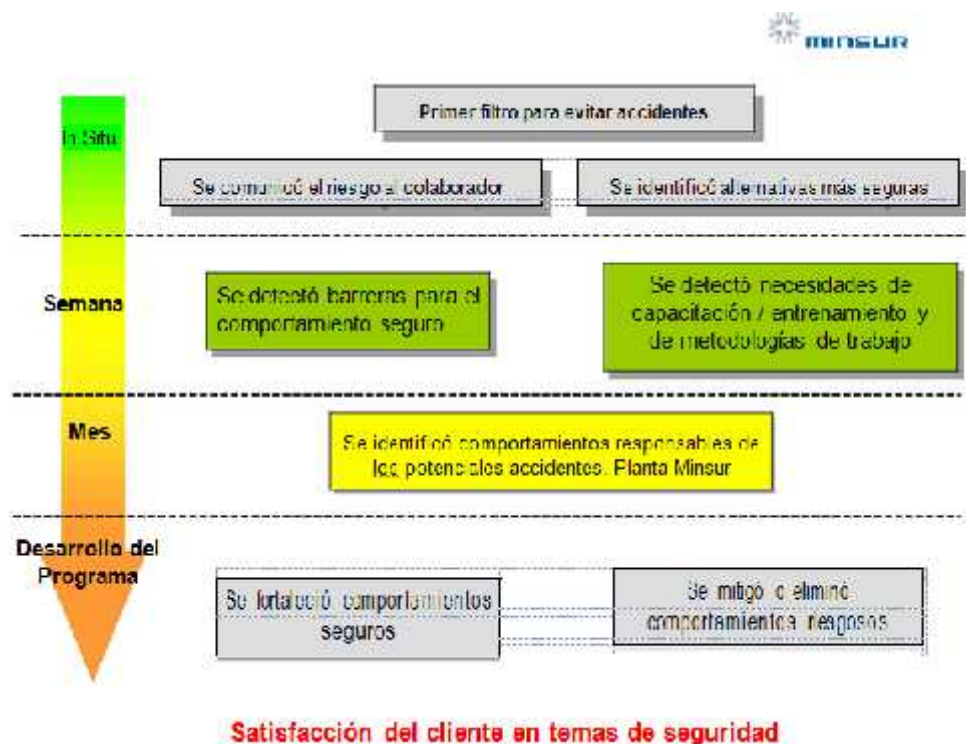 MINSUR
Primer filtro para evitar accidentes
In Situ
Se comunicó el riesgo al colaborador
Se identificó alternativas más seguras
Semana
Se detectó barreras para el
comportamiento seguro
Se detectó necesidades de
capacitación / entrenamiento y
de metodologías de trabajo
Mes
Se identificó comportamientos responsables de
los potenciales accidentes. Planta Minsur
Desarrollo del
Programa
Se fortaleció comportamientos
seguros
Se mitigó o eliminó
comportamientos riesgosos
Satisfacción del cliente en temas de seguridad